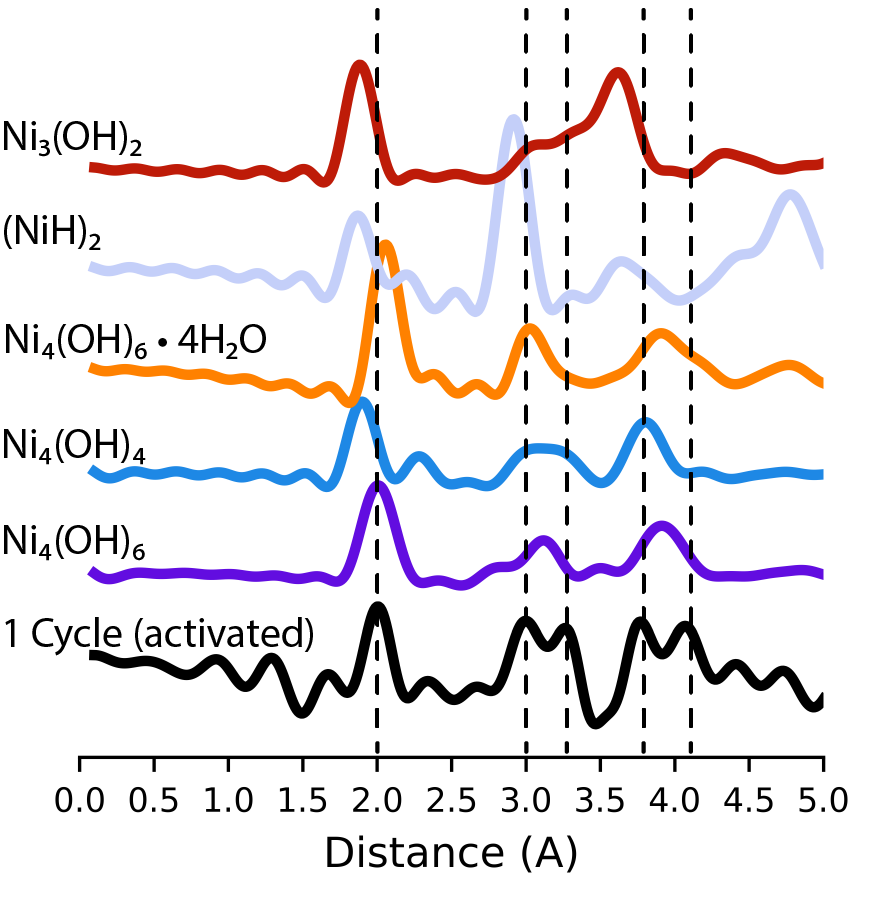 Ni₃(OH)₂
(NiH)₂
Ni₄(OH)₆ • 4H₂O
Ni₄(OH)₄
Ni₄(OH)₆
1 Cycle (activated)
0.0 0.5 1.0 1.5 2.0 2.5 3.0 3.5 4.0 4.5 5.0
Distance (A)